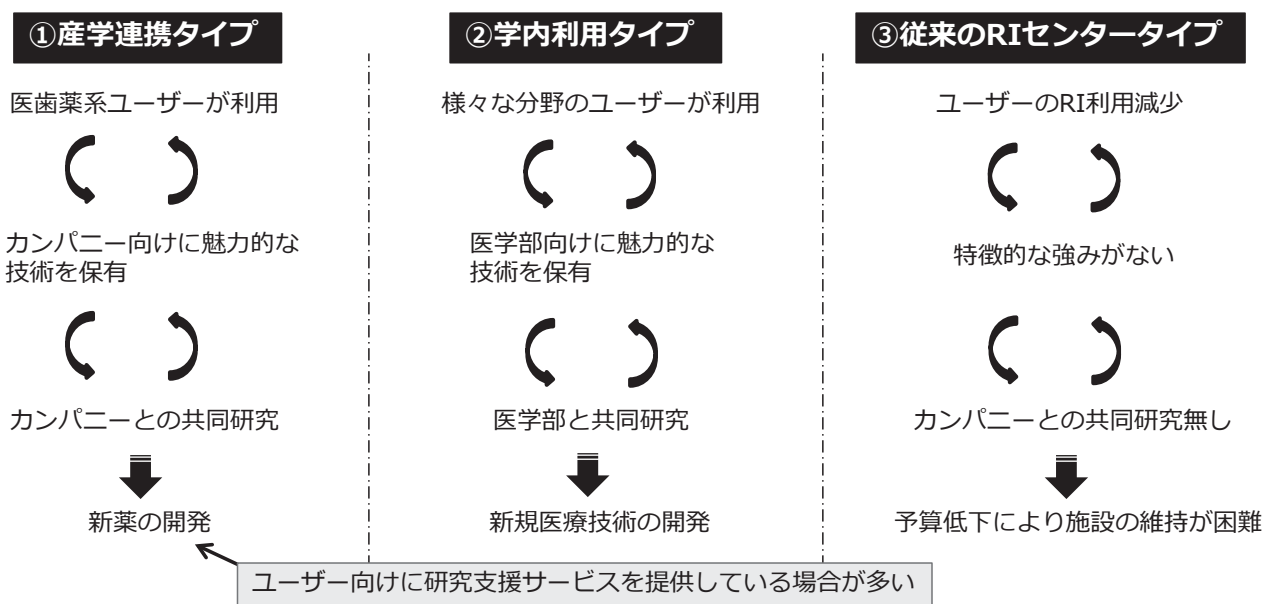 ①産学連携タイプ
医歯薬系ユーザーが利用
カンパニー向けに魅力的な
技術を保有
カンパニーとの共同研究
新薬の開発
②学内利用タイプ
様々な分野のユーザーが利用
医学部向けに魅力的な
技術を保有
医学部と共同研究
新規医療技術の開発
③従来のRIセンタータイプ
ユーザーのRI利用減少
特徴的な強みがない
カンパニーとの共同研究無し
予算低下により施設の維持が困難
ユーザー向けに研究支援サービスを提供している場合が多い